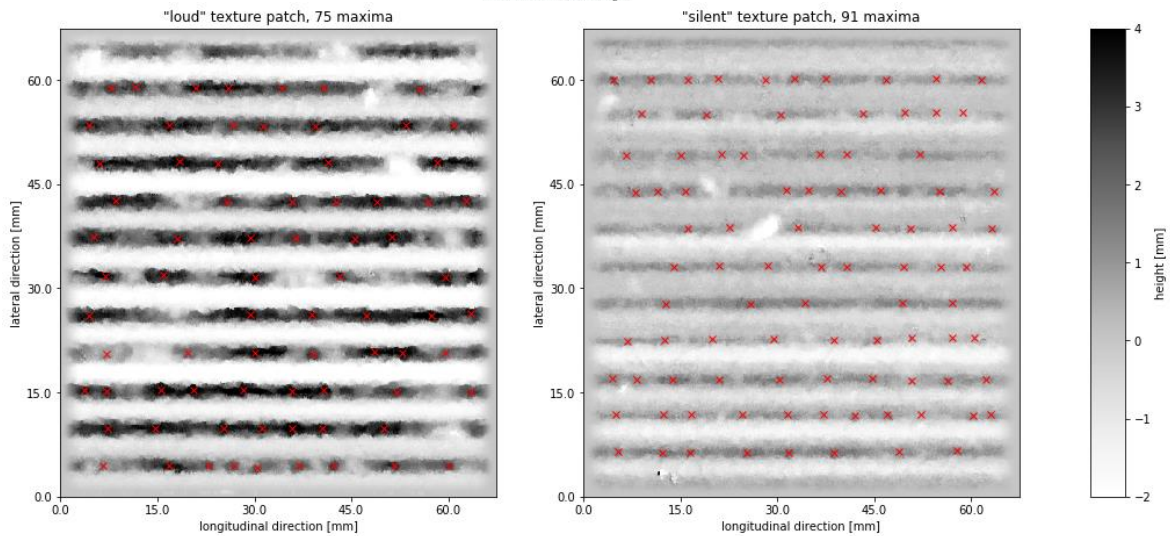 "loud" texture patch, 75 maxima
60.0
45.0
30.0
15.0
0.0
lateral direction [mm]
0.0 15.0 30.0 45.0 60.0
longitudinal direction [mm]
"silent" texture patch, 91 maxima
60.0
45.0
30.0
15.0
0.0
lateral direction [mm]
0.0 15.0 30.0 45.0 60.0
longitudinal direction [mm]
4
3
2
1
0
−1
−2
height [mm]